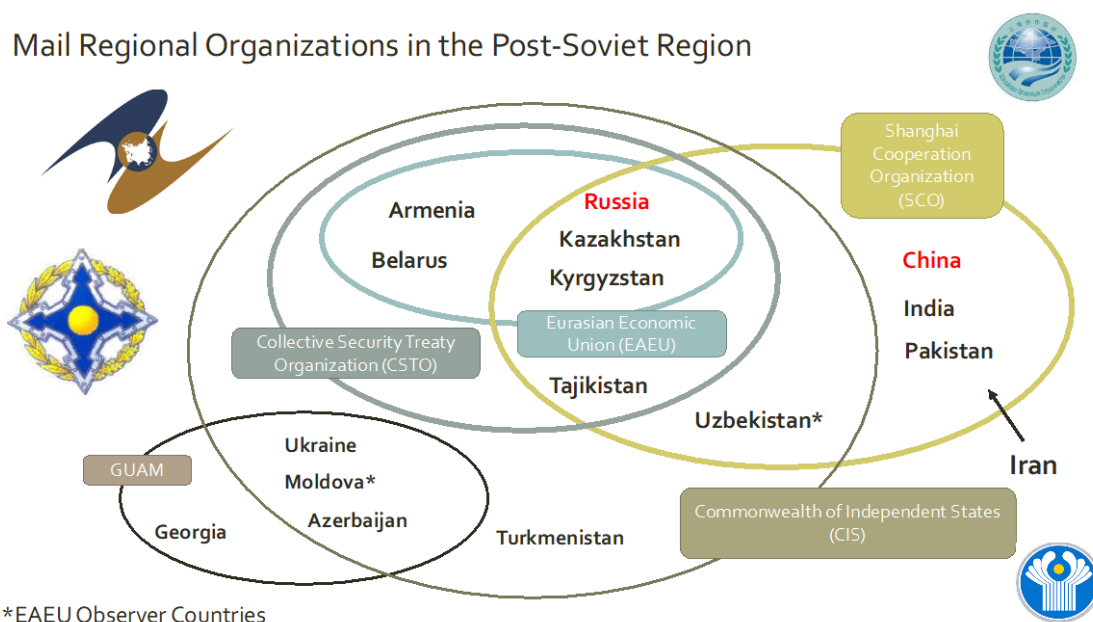 Mail Regional Organizations in the Post-Soviet Region
Shanghai
Cooperation
Organization
(SCO)
Armenia
Russia
Belarus
Kazakhstan
Kyrgyzstan
China
India
Pakistan
Collective Security Treaty
Organization (CSTO)
Eurasian Economic
Union (EAEU)
Tajikistan
Uzbekistan*
Iran
GUAM
Ukraine
Moldova*
Azerbaijan
Georgia
Turkmenistan
Commonwealth of Independent States
(CIS)
*EAEU Observer Countries